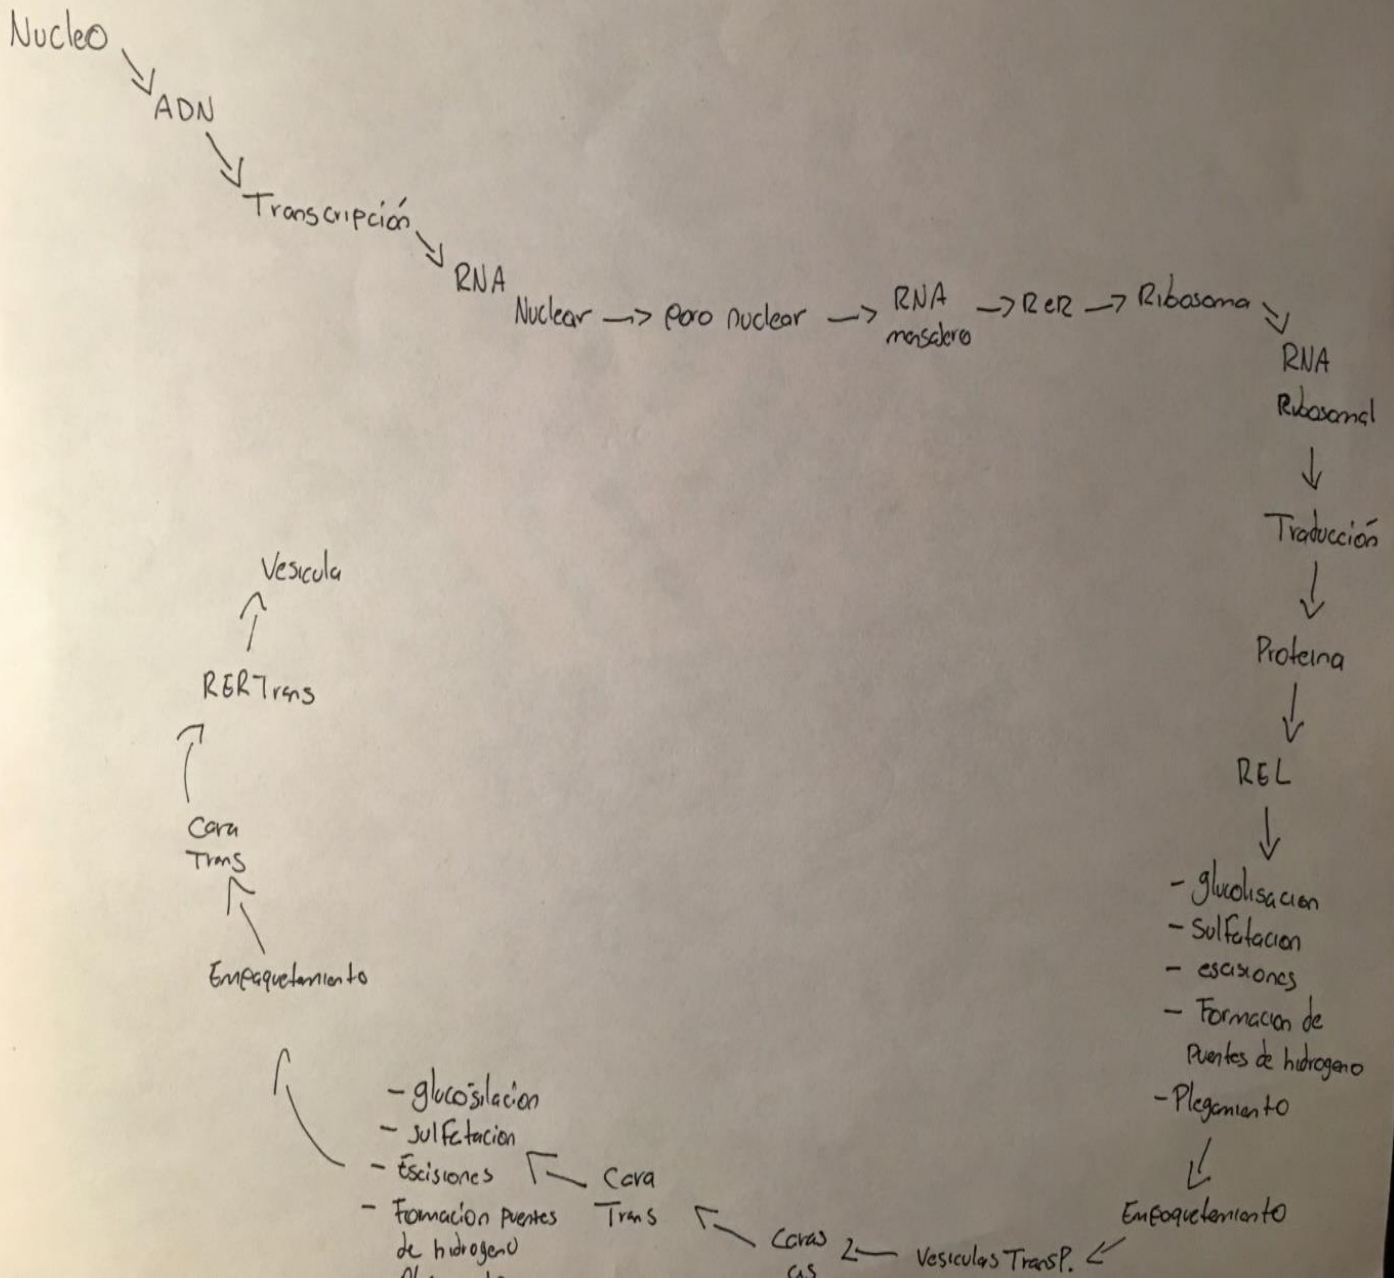 Nucleo
ADN
Transcripción
RNA
Nuclear
Poro nuclear
RNA
mensajero
RER
Ribosoma
RNA
Ribosomal
Traducción
Proteina
REL
- glucolisacion
- Sulfatacion
- escisiones
- Formacion de
Puentes de hidrogeno
- Plegamiento
Empaquetamiento
Vesiculas Transp.
Caras
cis
Cara
Trans
- glucosilacion
- sulfatacion
- Escisiones
- Formacion puentes
de hidrogeno
Empaquetamiento
Cara
Trans
RER Trans
Vesicula